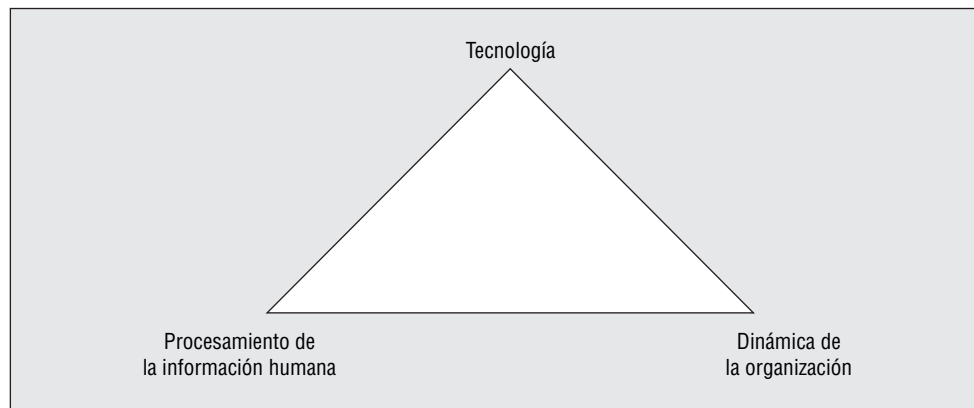 Tecnología
Procesamiento de
la información humana
Dinámica de
la organización